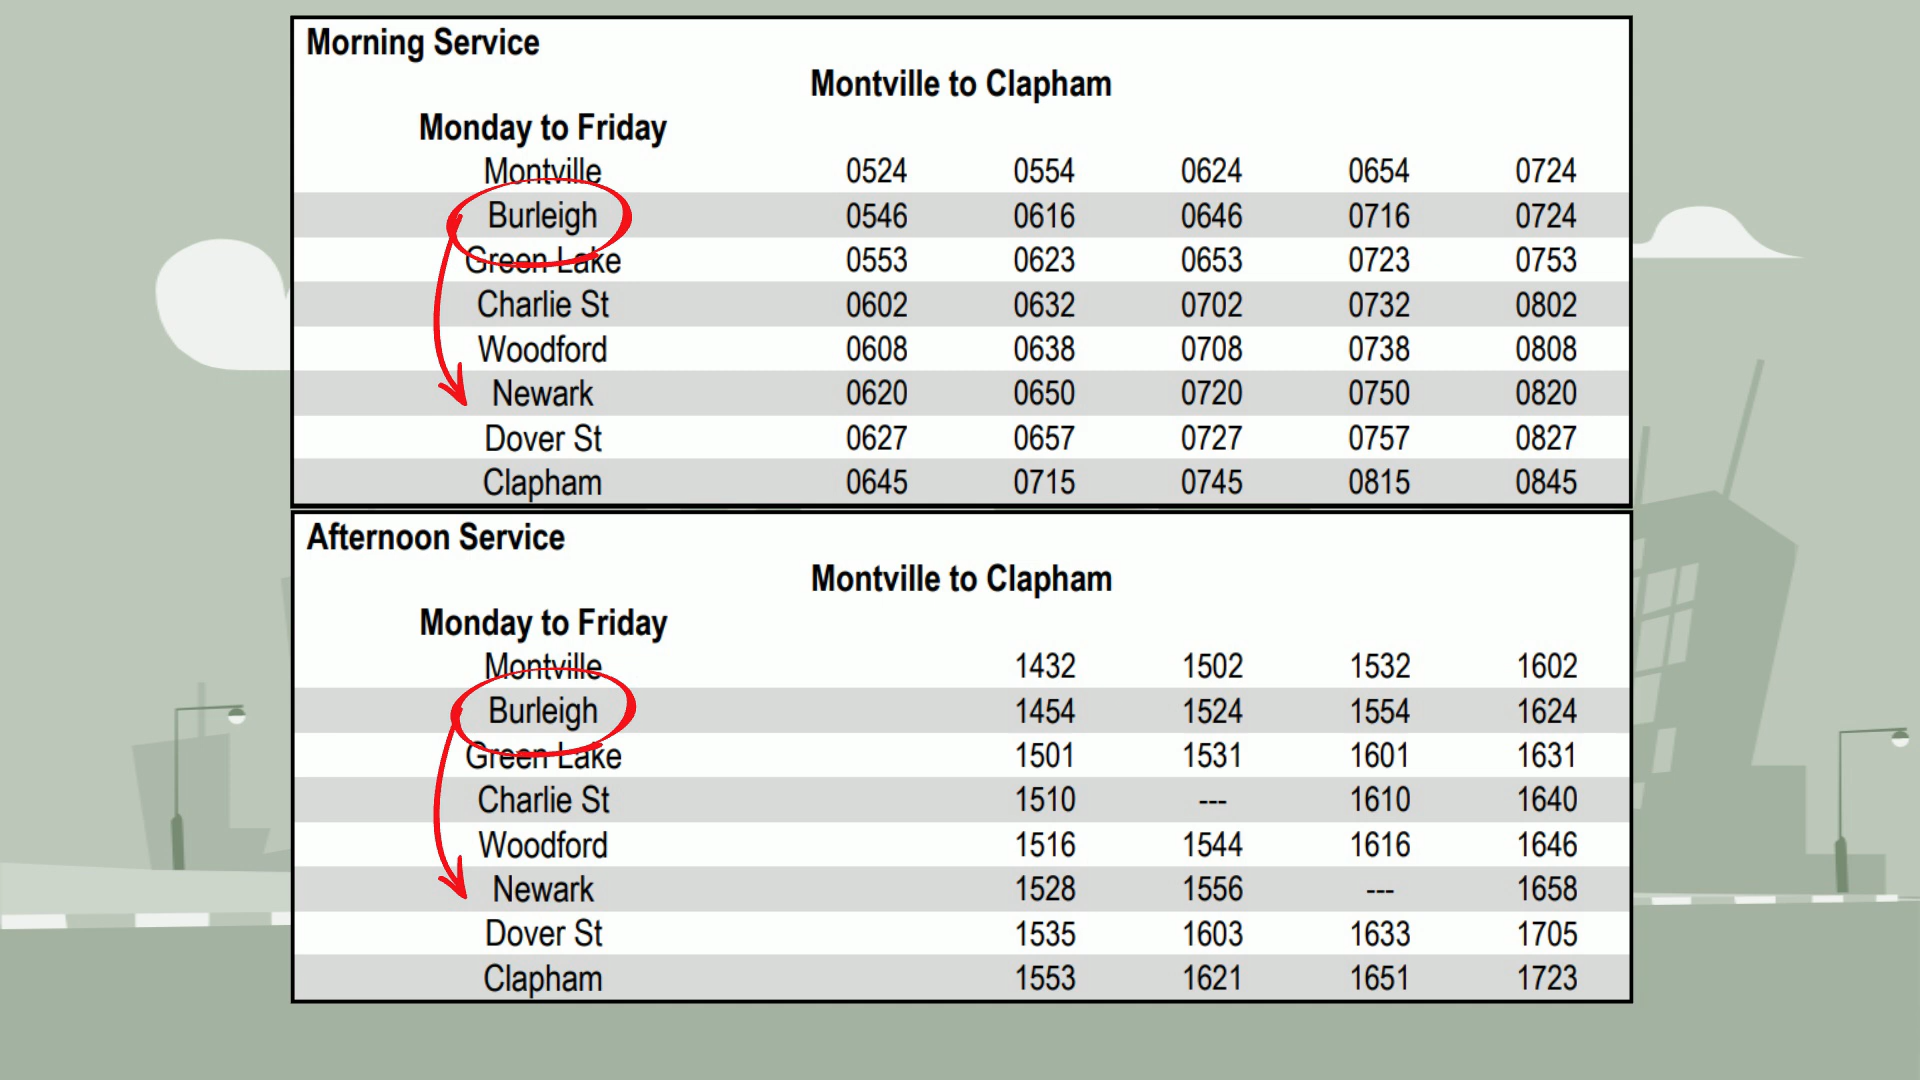 Morning Service
Montville to Clapham
Monday to Friday
Montville 0524 0554 0624 0654 0724
Burleigh 0546 0616 0646 0716 0724
Green Lake 0553 0623 0653 0723 0753
Charlie St 0602 0632 0702 0732 0802
Woodford 0608 0638 0708 0738 0808
Newark 0620 0650 0720 0750 0820
Dover St 0627 0657 0727 0757 0827
Clapham 0645 0715 0745 0815 0845
Afternoon Service
Montville to Clapham
Monday to Friday
Montville 1432 1502 1532 1602
Burleigh 1454 1524 1554 1624
Green Lake 1501 1531 1601 1631
Charlie St 1510 --- 1610 1640
Woodford 1516 1544 1616 1646
Newark 1528 1556 --- 1658
Dover St 1535 1603 1633 1705
Clapham 1553 1621 1651 1723